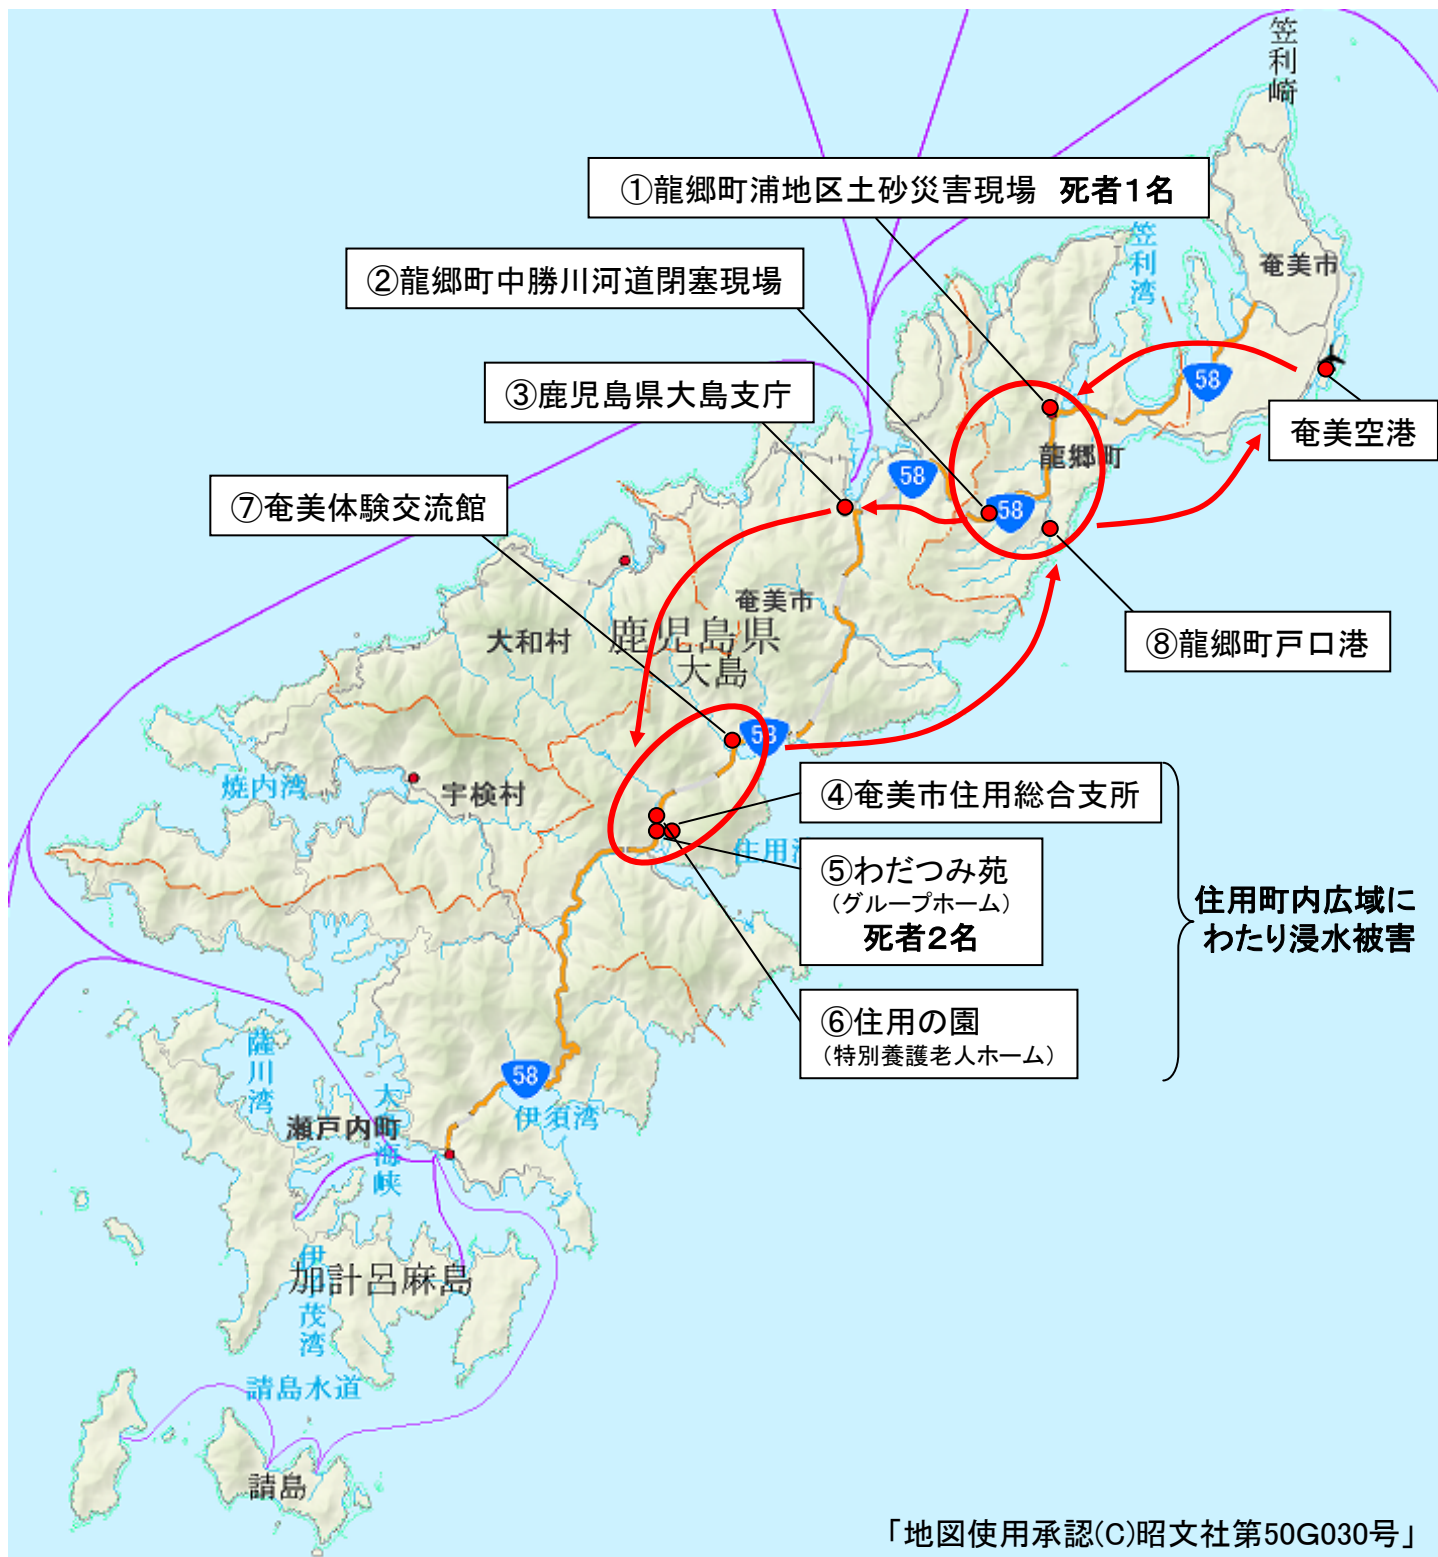 笠利崎
①龍郷町浦地区土砂災害現場　死者１名
笠利湾
奄美市
②龍郷町中勝川河道閉塞現場
58
③鹿児島県大島支庁
奄美空港
龍郷町
58
58
⑦奄美体験交流館
奄美市
鹿児島県
大島
大和村
⑧龍郷町戸口港
58
焼内湾
宇検村
④奄美市住用総合支所
住用
⑤わだつみ苑
（グループホーム）
死者２名
住用町内広域に
わたり浸水被害
⑥住用の園
（特別養護老人ホーム）
薩川湾
58
伊須湾
瀬戸内町
大島海峡
加計呂麻島
伊
茂湾
請島水道
請島
「地図使用承認(C)昭文社第50G030号」